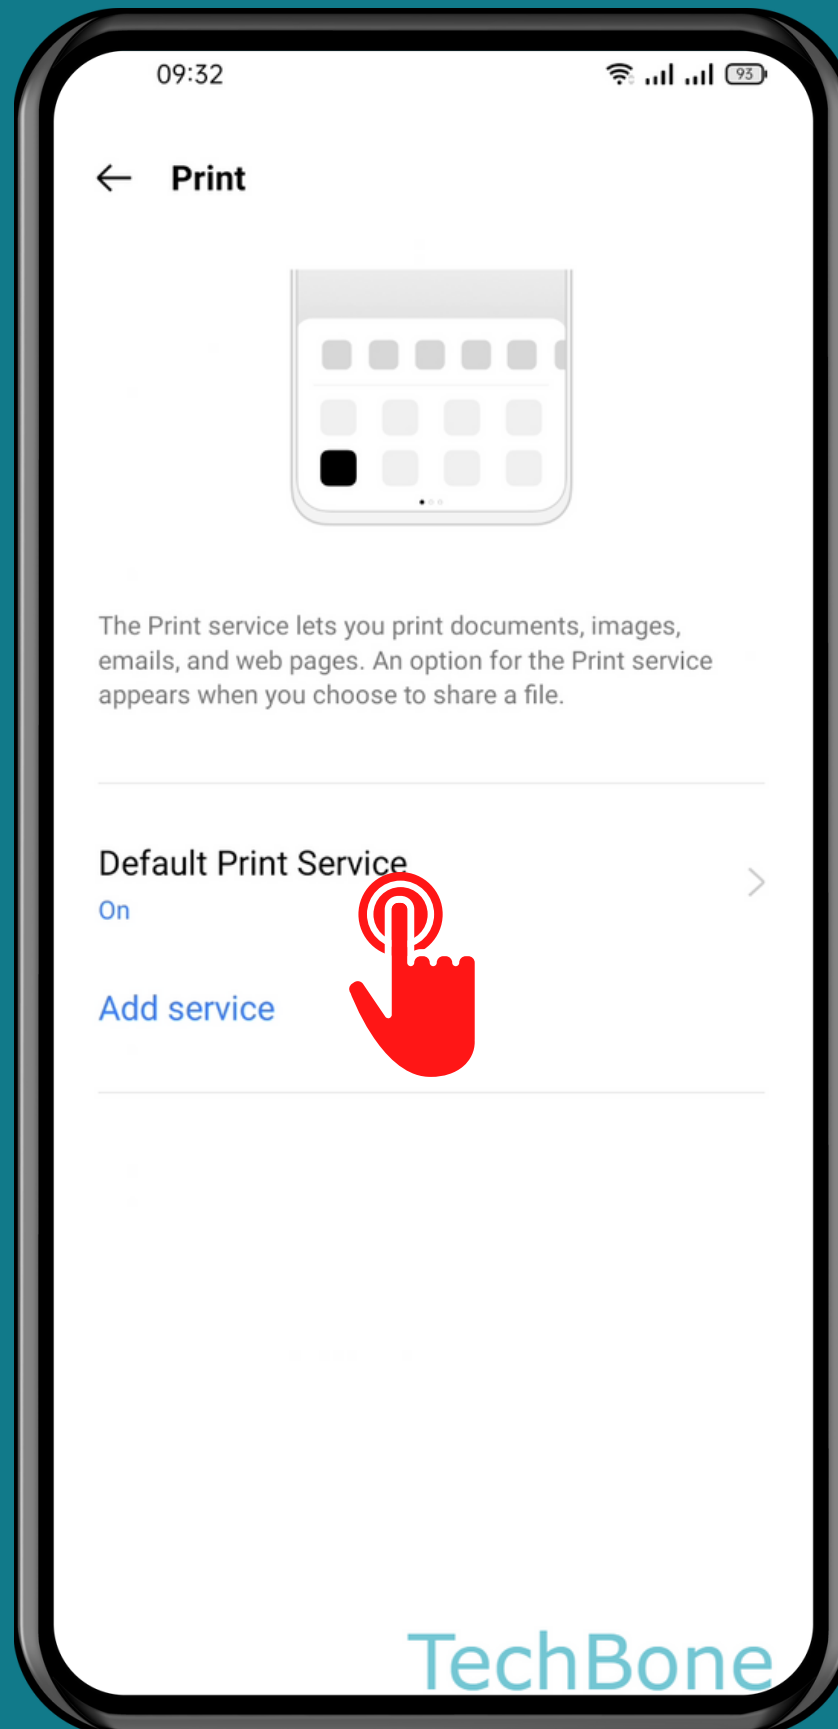 09:32
93
Print
The Print service lets you print documents, images,
emails, and web pages. An option for the Print service
appears when you choose to share a file.
Default Print Service
On
Add service
TechBone